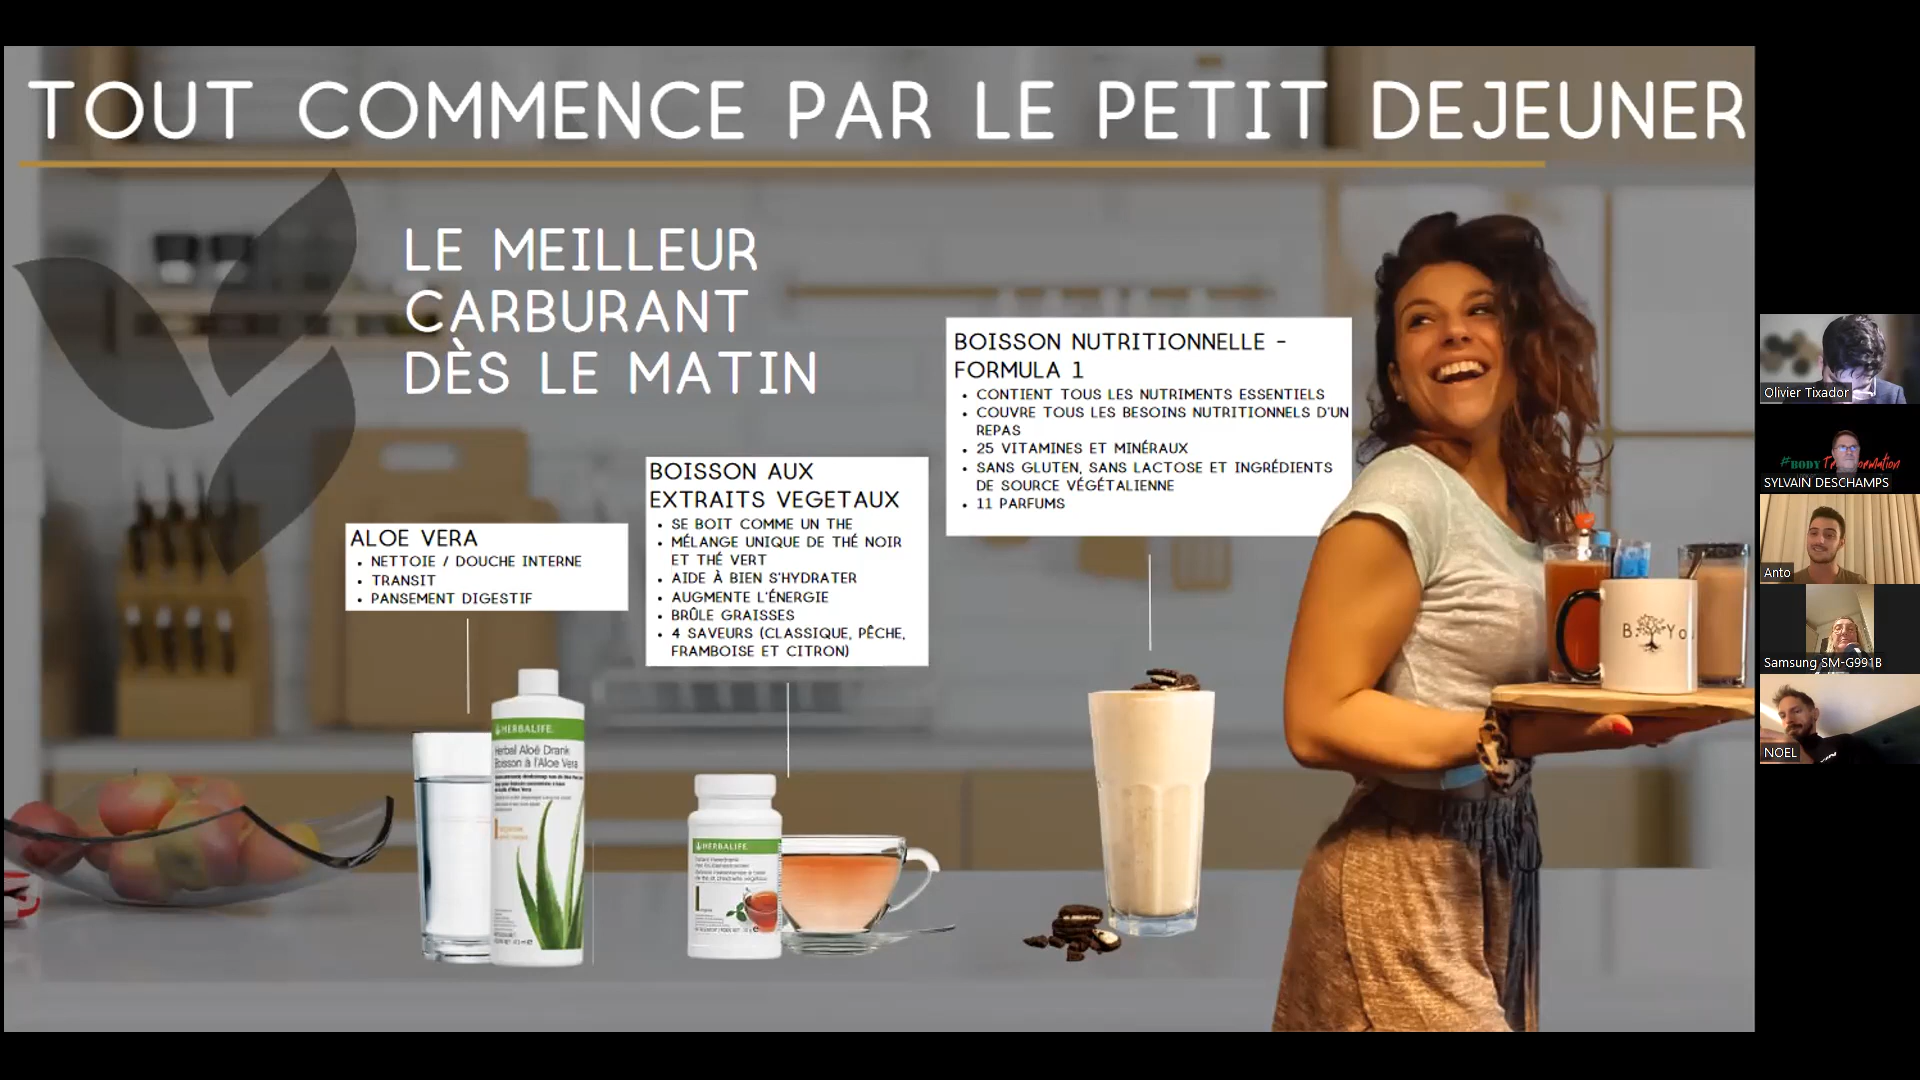 TOUT COMMENCE PAR LE PETIT DEJEUNER
LE MEILLEUR
CARBURANT
DÈS LE MATIN
ALOE VERA
• NETTOIE / DOUCHE INTERNE
• TRANSIT
• PANSEMENT DIGESTIF
BOISSON AUX
EXTRAITS VEGETAUX
• SE BOIT COMME UN THE
• MÉLANGE UNIQUE DE THÉ NOIR
ET THÉ VERT
• AIDE À BIEN S'HYDRATER
• AUGMENTE L'ÉNERGIE
• BRÛLE GRAISSES
• 4 SAVEURS (CLASSIQUE, PÊCHE,
FRAMBOISE ET CITRON)
BOISSON NUTRITIONNELLE -
FORMULA 1
• CONTIENT TOUS LES NUTRIMENTS ESSENTIELS
• COUVRE TOUS LES BESOINS NUTRITIONNELS D'UN
REPAS
• 25 VITAMINES ET MINÉRAUX
• SANS GLUTEN, SANS LACTOSE ET INGRÉDIENTS
DE SOURCE VÉGÉTALIENNE
• 11 PARFUMS
HERBALIFE
Herbal Aloë Drank
Boisson à l'Aloe Vera
HERBALIFE
Olivier Tixador
#BODY
SYLVAIN DESCHAMPS
Anto
Samsung SM-G991B
NOEL